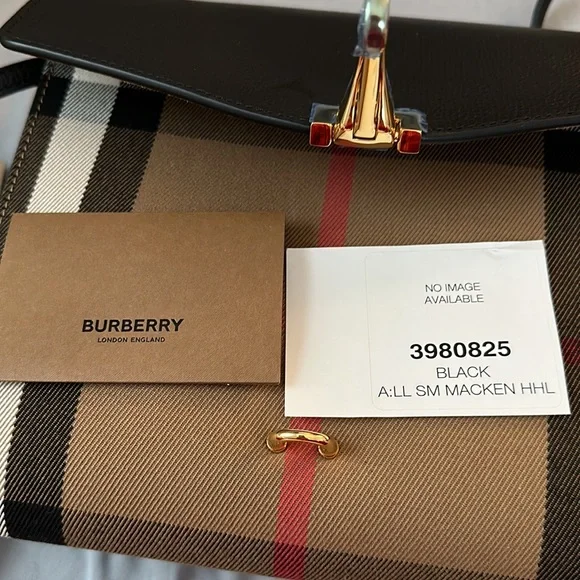 BURBERRY
LONDON ENGLAND
NO IMAGE
AVAILABLE
3980825
BLACK
A:LL SM MACKEN HHL